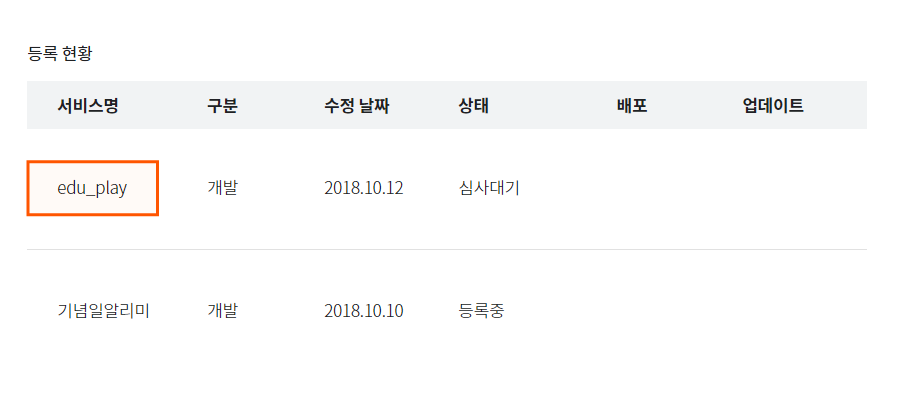 등록 현황
서비스명 구분 수정 날짜 상태 배포 업데이트
edu_play 개발 2018.10.12 심사대기
기념일알리미 개발 2018.10.10 등록중